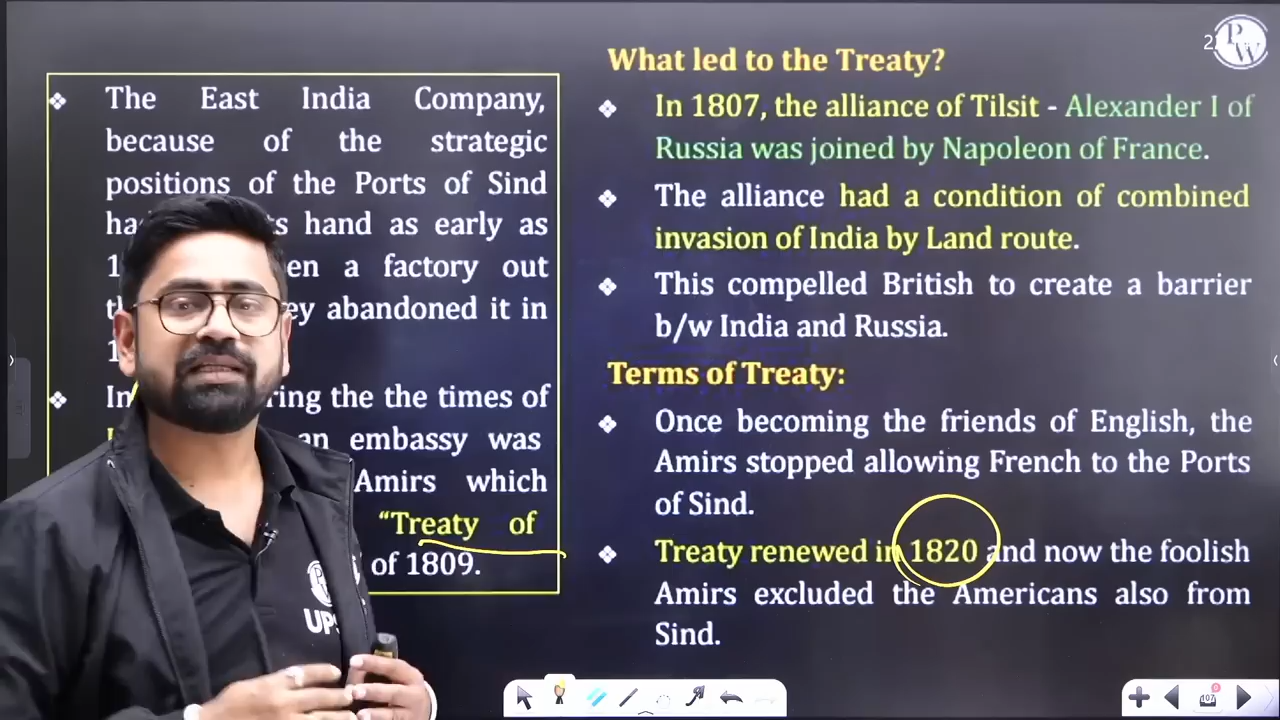 The East India Company,
because of the strategic
positions of the Ports of Sind
hand as early as
a factory out
abandoned it in
In the the times of
an embassy was
Amirs which
“Treaty of
of 1809.
What led to the Treaty?
In 1807, the alliance of Tilsit - Alexander I of
Russia was joined by Napoleon of France.
The alliance had a condition of combined
invasion of India by Land route.
This compelled British to create a barrier
b/w India and Russia.
Terms of Treaty:
Once becoming the friends of English, the
Amirs stopped allowing French to the Ports
of Sind.
Treaty renewed in 1820 and now the foolish
Amirs excluded the Americans also from
Sind.
PW
107